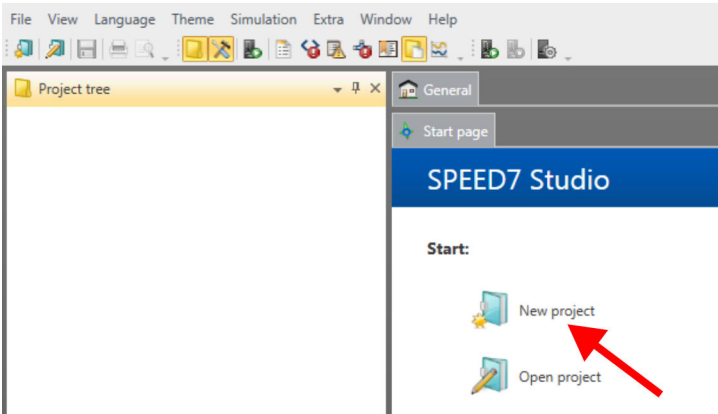 File View Language Theme Simulation Extra Window Help
Project tree
General
Start page
SPEED7 Studio
Start:
New project
Open project